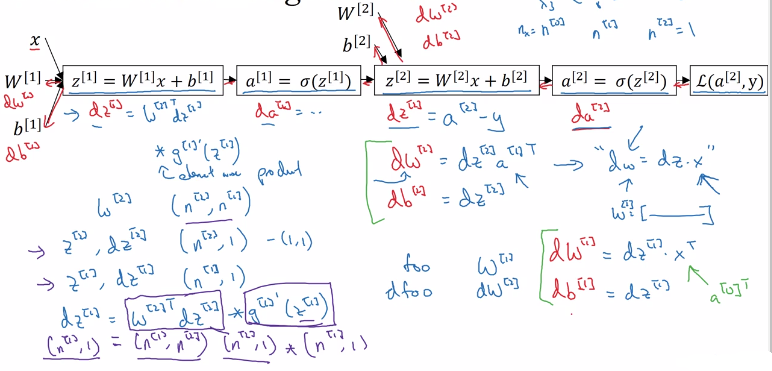 W^[2] dW^[2]
b^[2] db^[2]
n_x = n^[0] n^[1] n^[2] = 1
x
W^[1] z^[1] = W^[1]x + b^[1] a^[1] = σ(z^[1]) z^[2] = W^[2]x + b^[2] a^[2] = σ(z^[2]) ℒ(a^[2], y)
dW^[1]
b^[1]
db^[1]
→ dz^[1] = W^[2]T dz^[2] da^[1] = ... dz^[2] = a^[2] - y da^[2]
* g^[1]'(z^[1])
element wise product
dW^[2] = dz^[2] a^[1]T → "dw = dz · x"
db^[2] = dz^[2]
W^[2] (n^[2], n^[1]) W^[2]: [ ]
→ z^[2], dz^[2] (n^[2], 1) - (1,1)
→ z^[1], dz^[1] (n^[1], 1)
foo W^[1]
dfoo dW^[1]
dW^[1] = dz^[1] · x^T
db^[1] = dz^[1] a^[0]T
dz^[1] = W^[2]T dz^[2] * g^[1]'(z^[1])
(n^[1], 1) = (n^[1], n^[2]) (n^[2], 1) * (n^[1], 1)